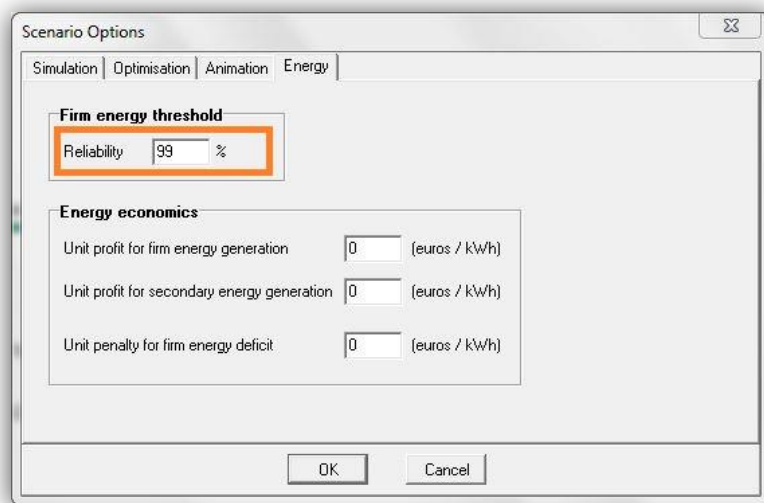 Scenario Options
Simulation Optimisation Animation Energy
Firm energy threshold
Reliability 99 %
Energy economics
Unit profit for firm energy generation 0 (euros / kWh)
Unit profit for secondary energy generation 0 (euros / kWh)
Unit penalty for firm energy deficit 0 (euros / kWh)
OK Cancel